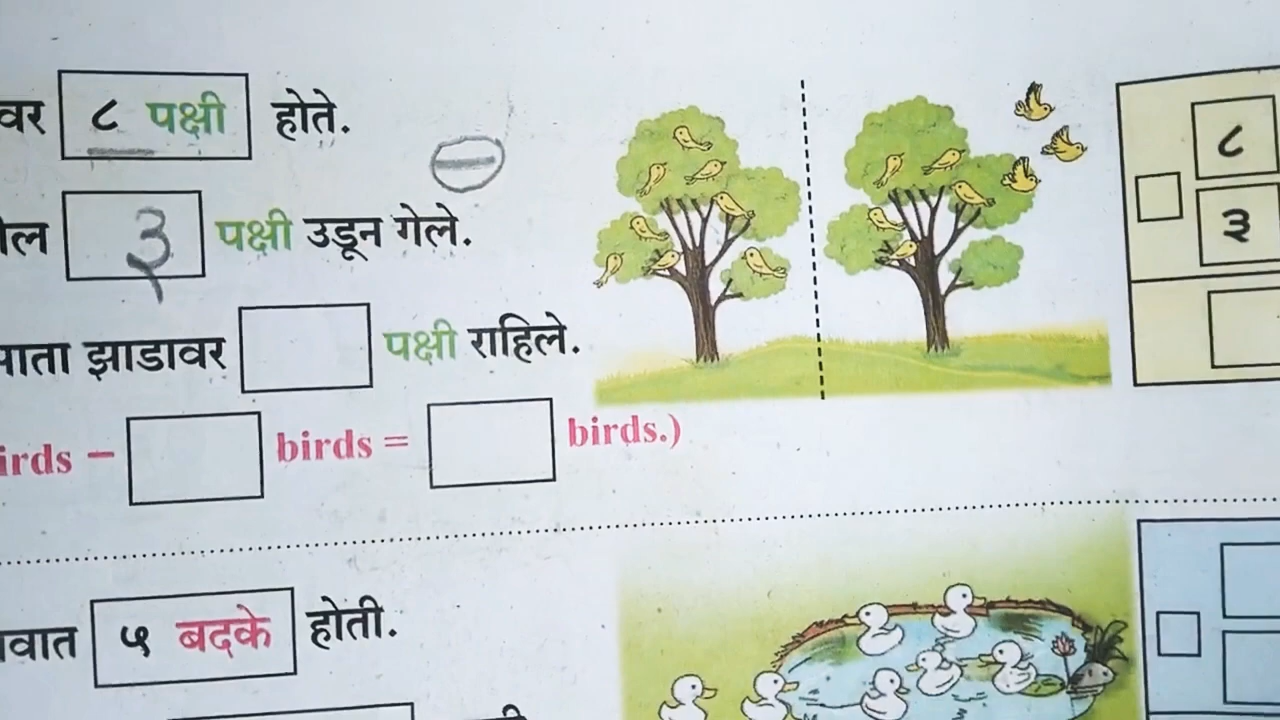 वर ८ पक्षी होते.
ल ३ पक्षी उडून गेले.
झाडावर पक्षी राहिले.
irds − birds = birds.)
८
३
वात ५ बदके होती.